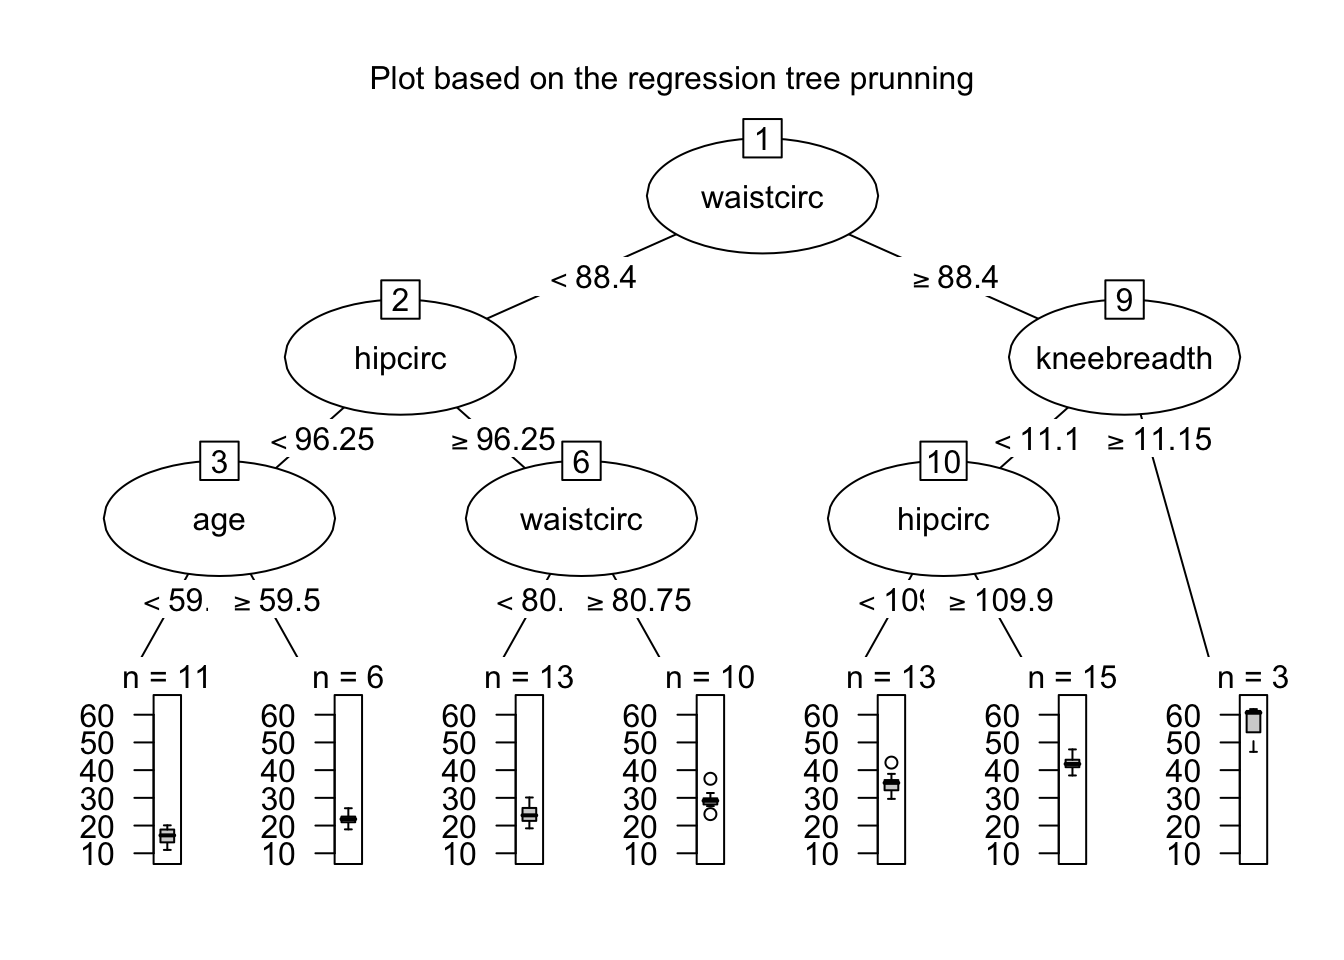 Plot based on the regression tree prunning
1
waistcirc
< 88.4 ≥ 88.4
2 9
hipcirc kneebreadth
< 96.25 ≥ 96.25 < 11.1 ≥ 11.15
3 6 10
age waistcirc hipcirc
< 59. ≥ 59.5 < 80. ≥ 80.75 < 109 ≥ 109.9
n = 11 n = 6 n = 13 n = 10 n = 13 n = 15 n = 3
60 60 60 60 60 60 60
50 50 50 50 50 50 50
40 40 40 40 40 40 40
30 30 30 30 30 30 30
20 20 20 20 20 20 20
10 10 10 10 10 10 10